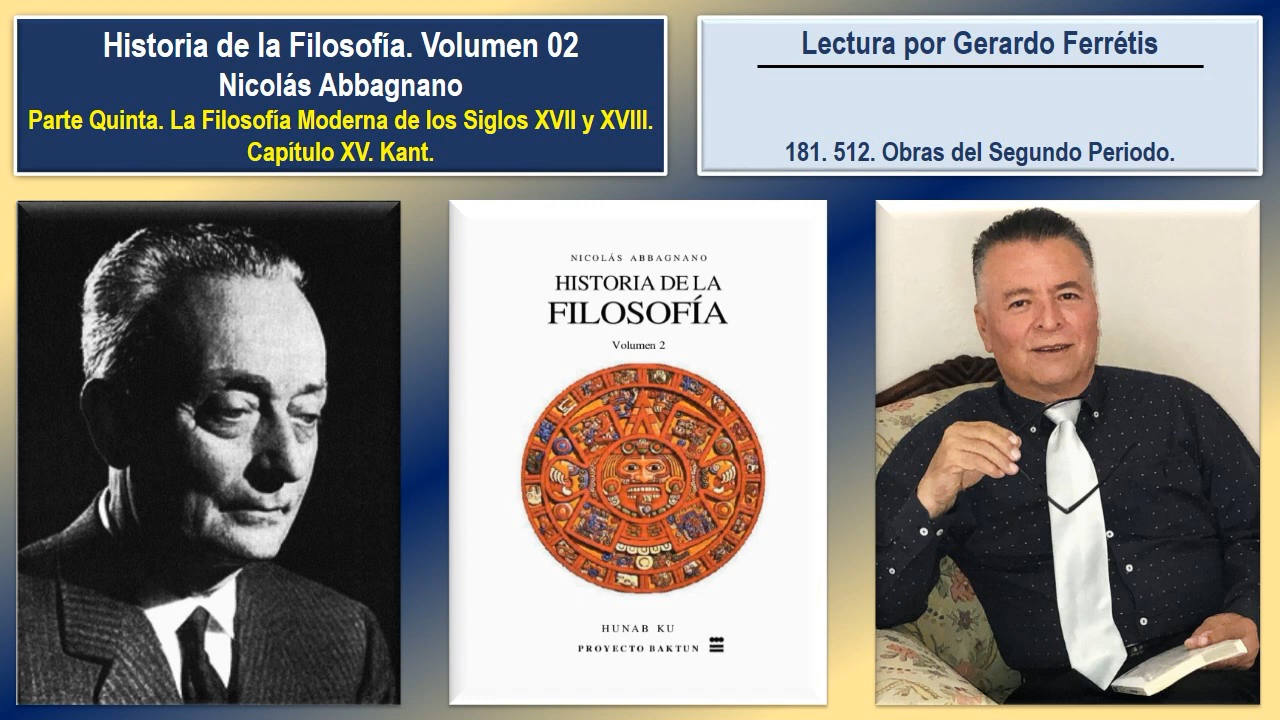 Historia de la Filosofía. Volumen 02
Nicolás Abbagnano
Parte Quinta. La Filosofía Moderna de los Siglos XVII y XVIII.
Capítulo XV. Kant.
Lectura por Gerardo Ferrétis
181. 512. Obras del Segundo Periodo.
NICOLÁS ABBAGNANO
HISTORIA DE LA
FILOSOFÍA
Volumen 2
HUNAB KU
PROYECTO BAKTUN